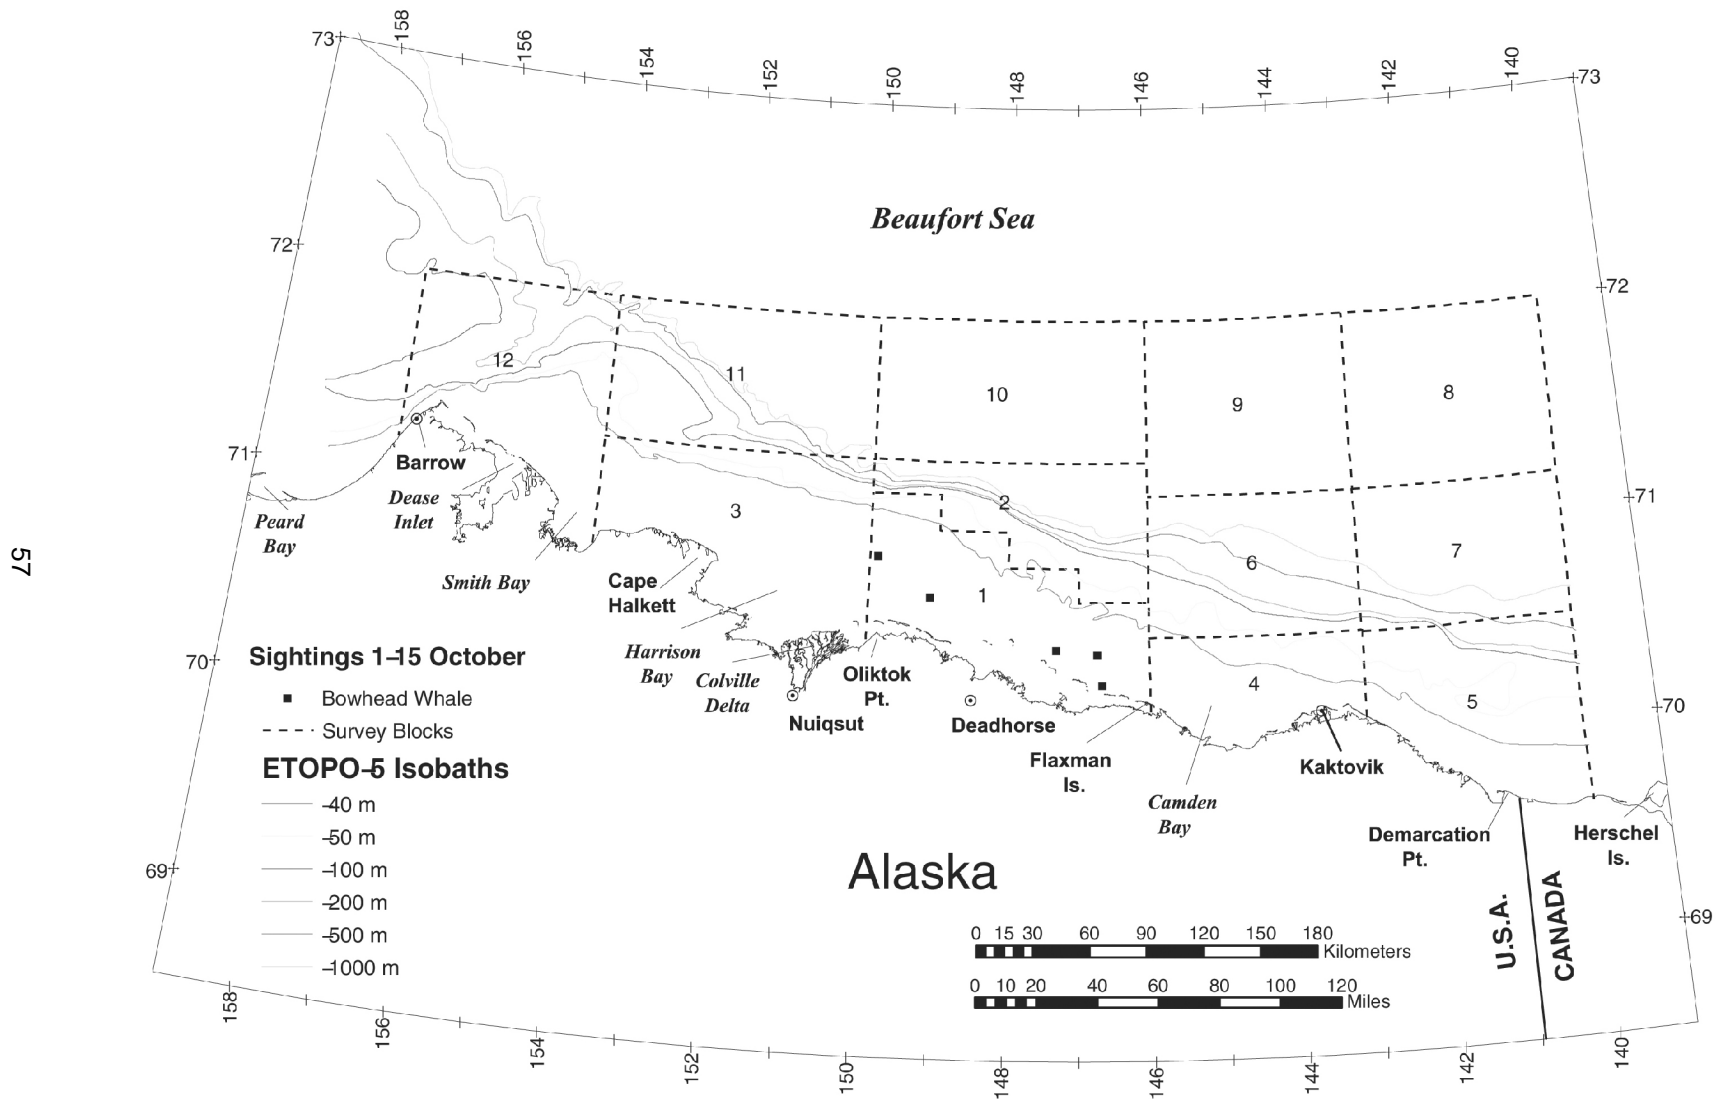 158
156
154
152
150
148
146
144
142
140
73
73
Beaufort Sea
72
72
12
11
10
9
8
71
71
Barrow
Dease
Inlet
Peard
Bay
Smith Bay
3
2
1
6
7
4
5
Cape
Halkett
Harrison
Bay
Colville
Delta
Nuiqsut
Oliktok
Pt.
Deadhorse
Flaxman
Is.
Camden
Bay
Kaktovik
Demarcation
Pt.
Herschel
Is.
70
70
57
Sightings 1–15 October
Bowhead Whale
Survey Blocks
ETOPO–5 Isobaths
–40 m
–50 m
–100 m
–200 m
–500 m
–1000 m
Alaska
U.S.A.
CANADA
69
69
0 15 30 60 90 120 150 180
Kilometers
0 10 20 40 60 80 100 120
Miles
158
156
154
152
150
148
146
144
142
140